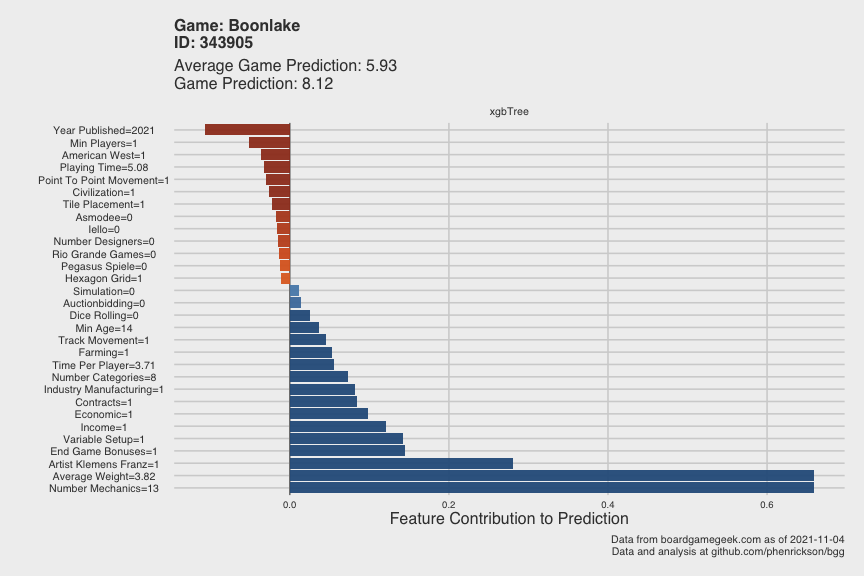 Game: Boonlake
ID: 343905
Average Game Prediction: 5.93
Game Prediction: 8.12
xgbTree
Year Published=2021
Min Players=1
American West=1
Playing Time=5.08
Point To Point Movement=1
Civilization=1
Tile Placement=1
Asmodee=0
Iello=0
Number Designers=0
Rio Grande Games=0
Pegasus Spiele=0
Hexagon Grid=1
Simulation=0
Auctionbidding=0
Dice Rolling=0
Min Age=14
Track Movement=1
Farming=1
Time Per Player=3.71
Number Categories=8
Industry Manufacturing=1
Contracts=1
Economic=1
Income=1
Variable Setup=1
End Game Bonuses=1
Artist Klemens Franz=1
Average Weight=3.82
Number Mechanics=13
0.0 0.2 0.4 0.6
Feature Contribution to Prediction
Data from boardgamegeek.com as of 2021-11-04
Data and analysis at github.com/phenrickson/bgg